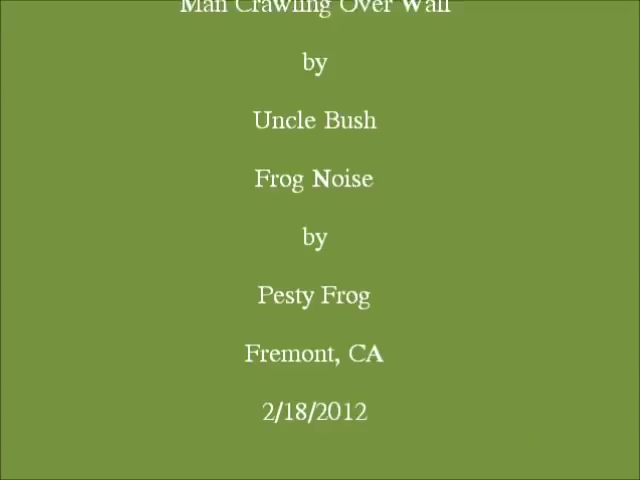 Man Crawling Over Wall
by
Uncle Bush
Frog Noise
by
Pesty Frog
Fremont, CA
2/18/2012